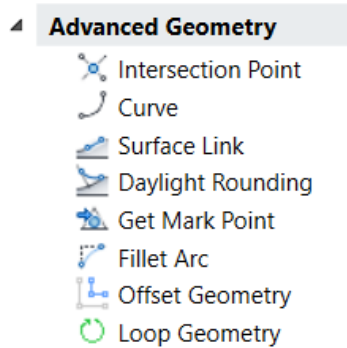 Advanced Geometry
Intersection Point
Curve
Surface Link
Daylight Rounding
Get Mark Point
Fillet Arc
Offset Geometry
Loop Geometry